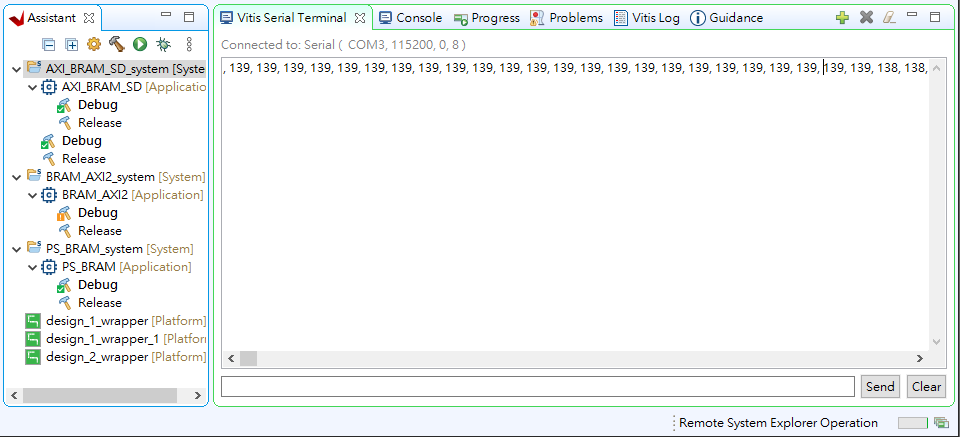 Assistant
Vitis Serial Terminal
Console
Progress
Problems
Vitis Log
Guidance
Connected to: Serial ( COM3, 115200, 0, 8 )
, 139, 139, 139, 139, 139, 139, 139, 139, 139, 139, 139, 139, 139, 139, 139, 139, 139, 139, 139, 139, 139, 139, 139, 139, 138, 138,
AXI_BRAM_SD_system [Syste
AXI_BRAM_SD [Applicatio
Debug
Release
Debug
Release
BRAM_AXI2_system [System]
BRAM_AXI2 [Application]
Debug
Release
PS_BRAM_system [System]
PS_BRAM [Application]
Debug
Release
design_1_wrapper [Platform]
design_1_wrapper_1 [Platfor
design_2_wrapper [Platform]
Send
Clear
Remote System Explorer Operation